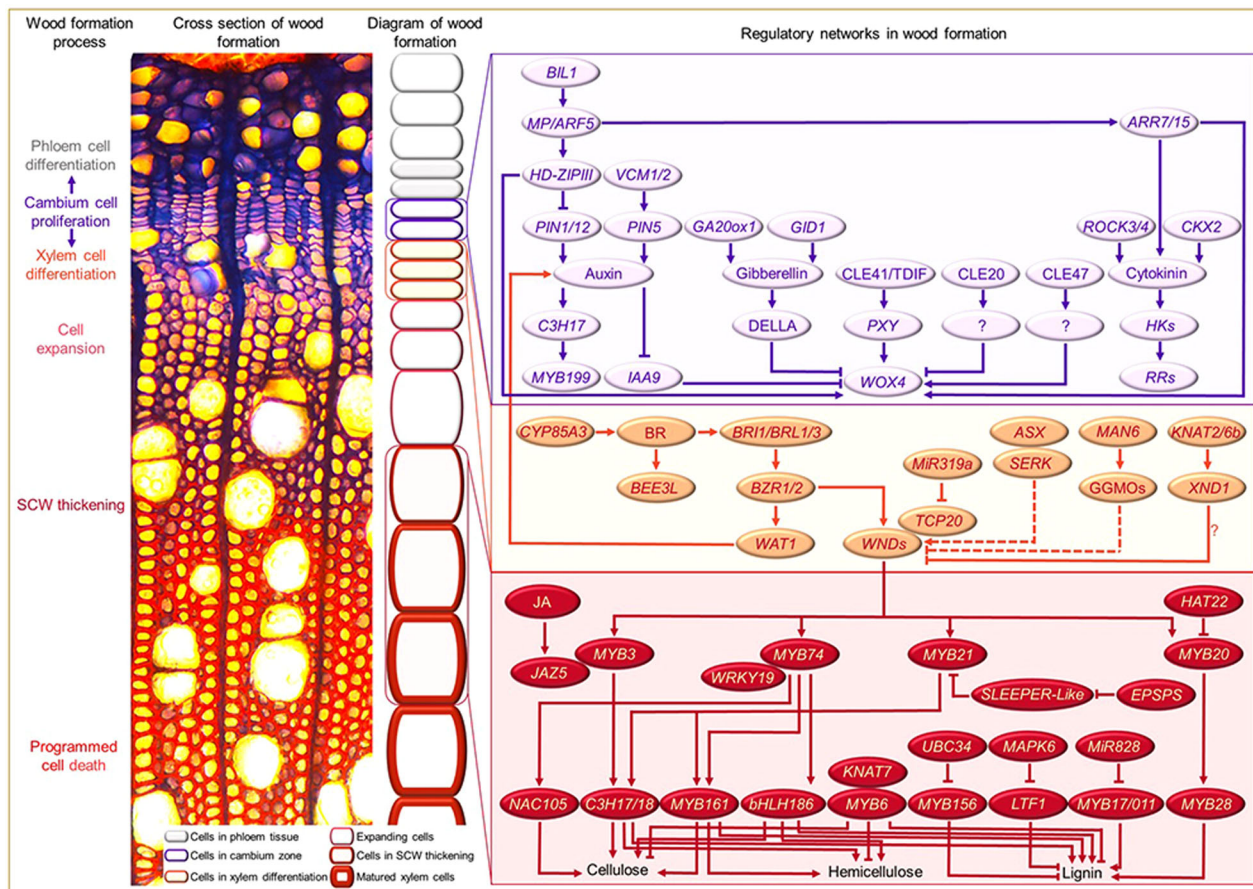 Wood formation
process
Cross section of wood
formation
Diagram of wood
formation
Regulatory networks in wood formation
Phloem cell
differentiation
Cambium cell
proliferation
Xylem cell
differentiation
Cell
expansion
SCW thickening
Programmed
cell death
BIL1
MP/ARF5
ARR7/15
HD-ZIPIII
VCM1/2
PIN1/12
PIN5
GA20ox1
GID1
ROCK3/4
CKX2
Auxin
Gibberellin
CLE41/TDIF
CLE20
CLE47
Cytokinin
C3H17
DELLA
PXY
?
?
HKs
MYB199
IAA9
WOX4
RRs
CYP85A3
BR
BRI1/BRL1/3
ASX
MAN6
KNAT2/6b
MiR319a
SERK
BEE3L
BZR1/2
GGMOs
XND1
TCP20
?
WAT1
WNDs
JA
HAT22
MYB3
MYB74
MYB21
MYB20
JAZ5
WRKY19
SLEEPER-Like
EPSPS
UBC34
MAPK6
MiR828
KNAT7
NAC105
C3H17/18
MYB161
bHLH186
MYB6
MYB156
LTF1
MYB17/011
MYB28
Cellulose
Hemicellulose
Lignin
Cells in phloem tissue
Expanding cells
Cells in cambium zone
Cells in SCW thickening
Cells in xylem differentiation
Matured xylem cells